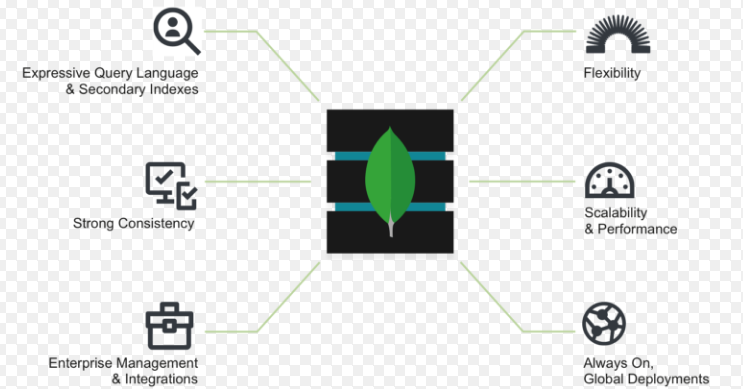 Expressive Query Language
& Secondary Indexes
Flexibility
Strong Consistency
Scalability
& Performance
Enterprise Management
& Integrations
Always On,
Global Deployments